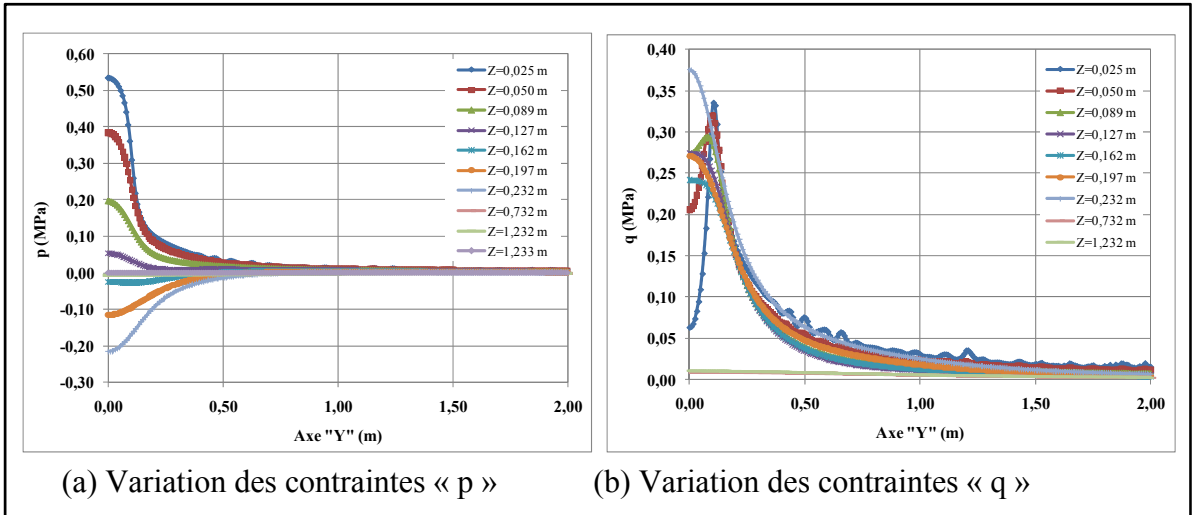 0,60
0,50
0,40
0,30
0,20
0,10
0,00
-0,10
-0,20
-0,30
p (MPa)
0,00 0,50 1,00 1,50 2,00
Axe "Y" (m)
Z=0,025 m
Z=0,050 m
Z=0,089 m
Z=0,127 m
Z=0,162 m
Z=0,197 m
Z=0,232 m
Z=0,732 m
Z=1,232 m
Z=1,233 m
(a) Variation des contraintes « p »
0,40
0,35
0,30
0,25
0,20
0,15
0,10
0,05
0,00
q (MPa)
0,00 0,50 1,00 1,50 2,00
Axe "Y" (m)
Z=0,025 m
Z=0,050 m
Z=0,089 m
Z=0,127 m
Z=0,162 m
Z=0,197 m
Z=0,232 m
Z=0,732 m
Z=1,232 m
(b) Variation des contraintes « q »